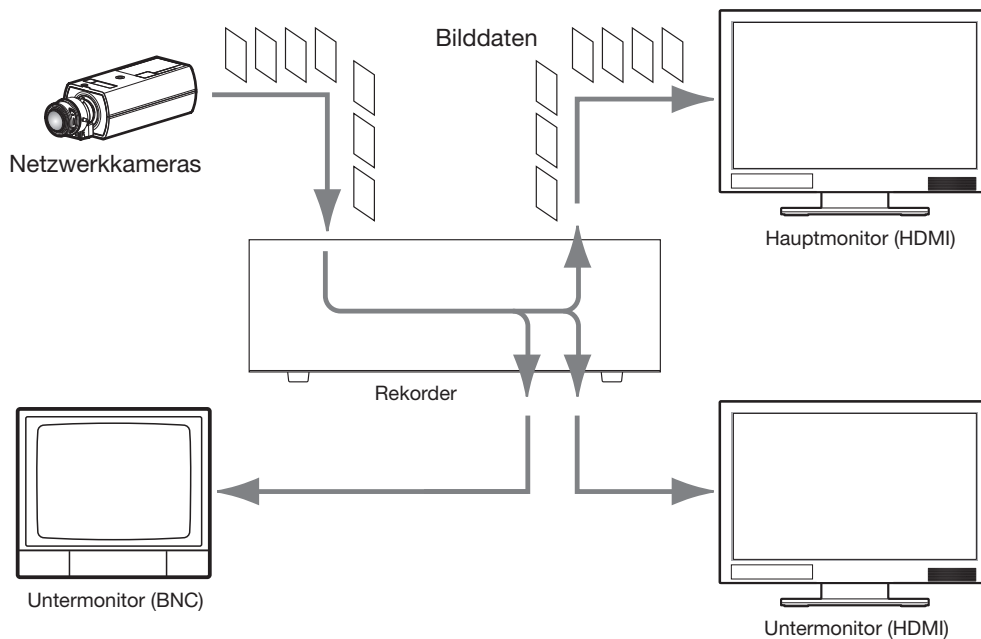 Bilddaten
Netzwerkkameras
Hauptmonitor (HDMI)
Rekorder
Untermonitor (BNC)
Untermonitor (HDMI)